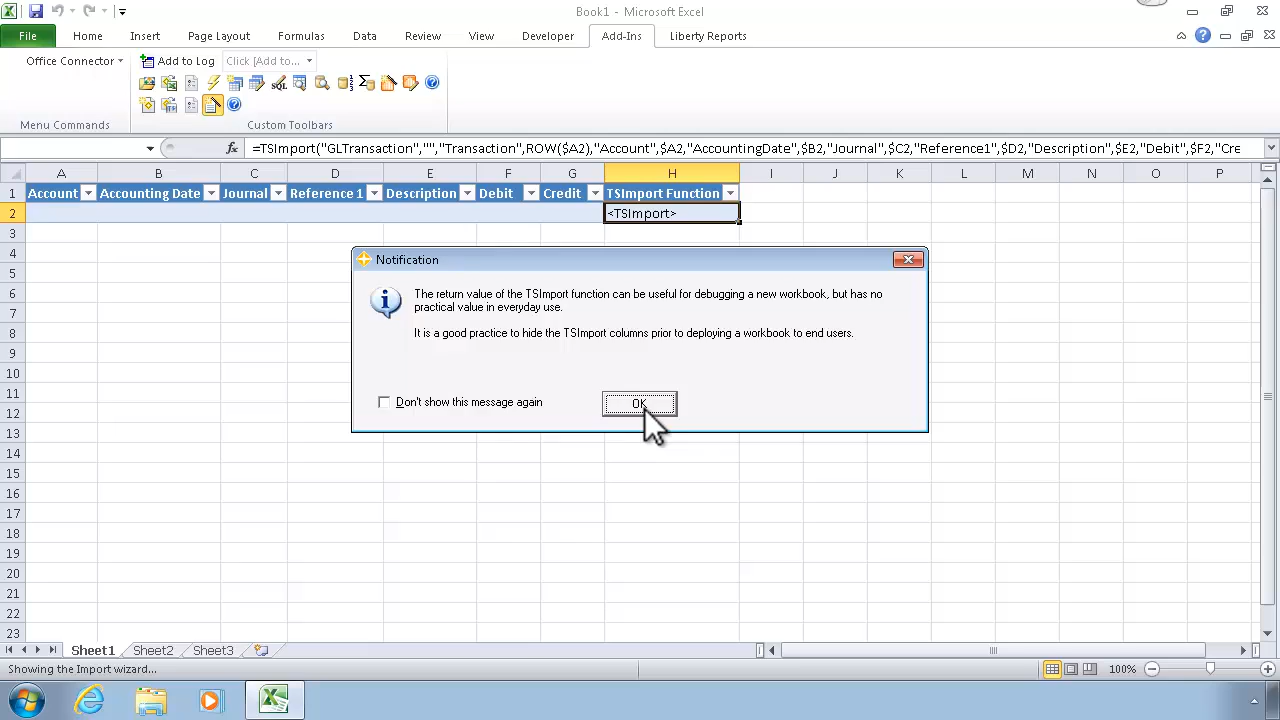 Book1 - Microsoft Excel
File Home Insert Page Layout Formulas Data Review View Developer Add-Ins Liberty Reports
Office Connector Add to Log Click [Add to...
SQL
Menu Commands Custom Toolbars
fx =TSImport("GLTransaction","","Transaction",ROW($A2),"Account",$A2,"AccountingDate",$B2,"Journal",$C2,"Reference1",$D2,"Description",$E2,"Debit",$F2,"Cre
A B C D E F G H I J K L M N O P
1 Account Accounting Date Journal Reference 1 Description Debit Credit TSImport Function
2 <TSImport>
3
4
Notification
5
6
The return value of the TSImport function can be useful for debugging a new workbook, but has no
practical value in everyday use.
7
8
It is a good practice to hide the TSImport columns prior to deploying a workbook to end users.
9
10
11
Don't show this message again OK
12
13
14
15
16
17
18
19
20
21
22
23
Sheet1 Sheet2 Sheet3
Showing the Import wizard... 100%